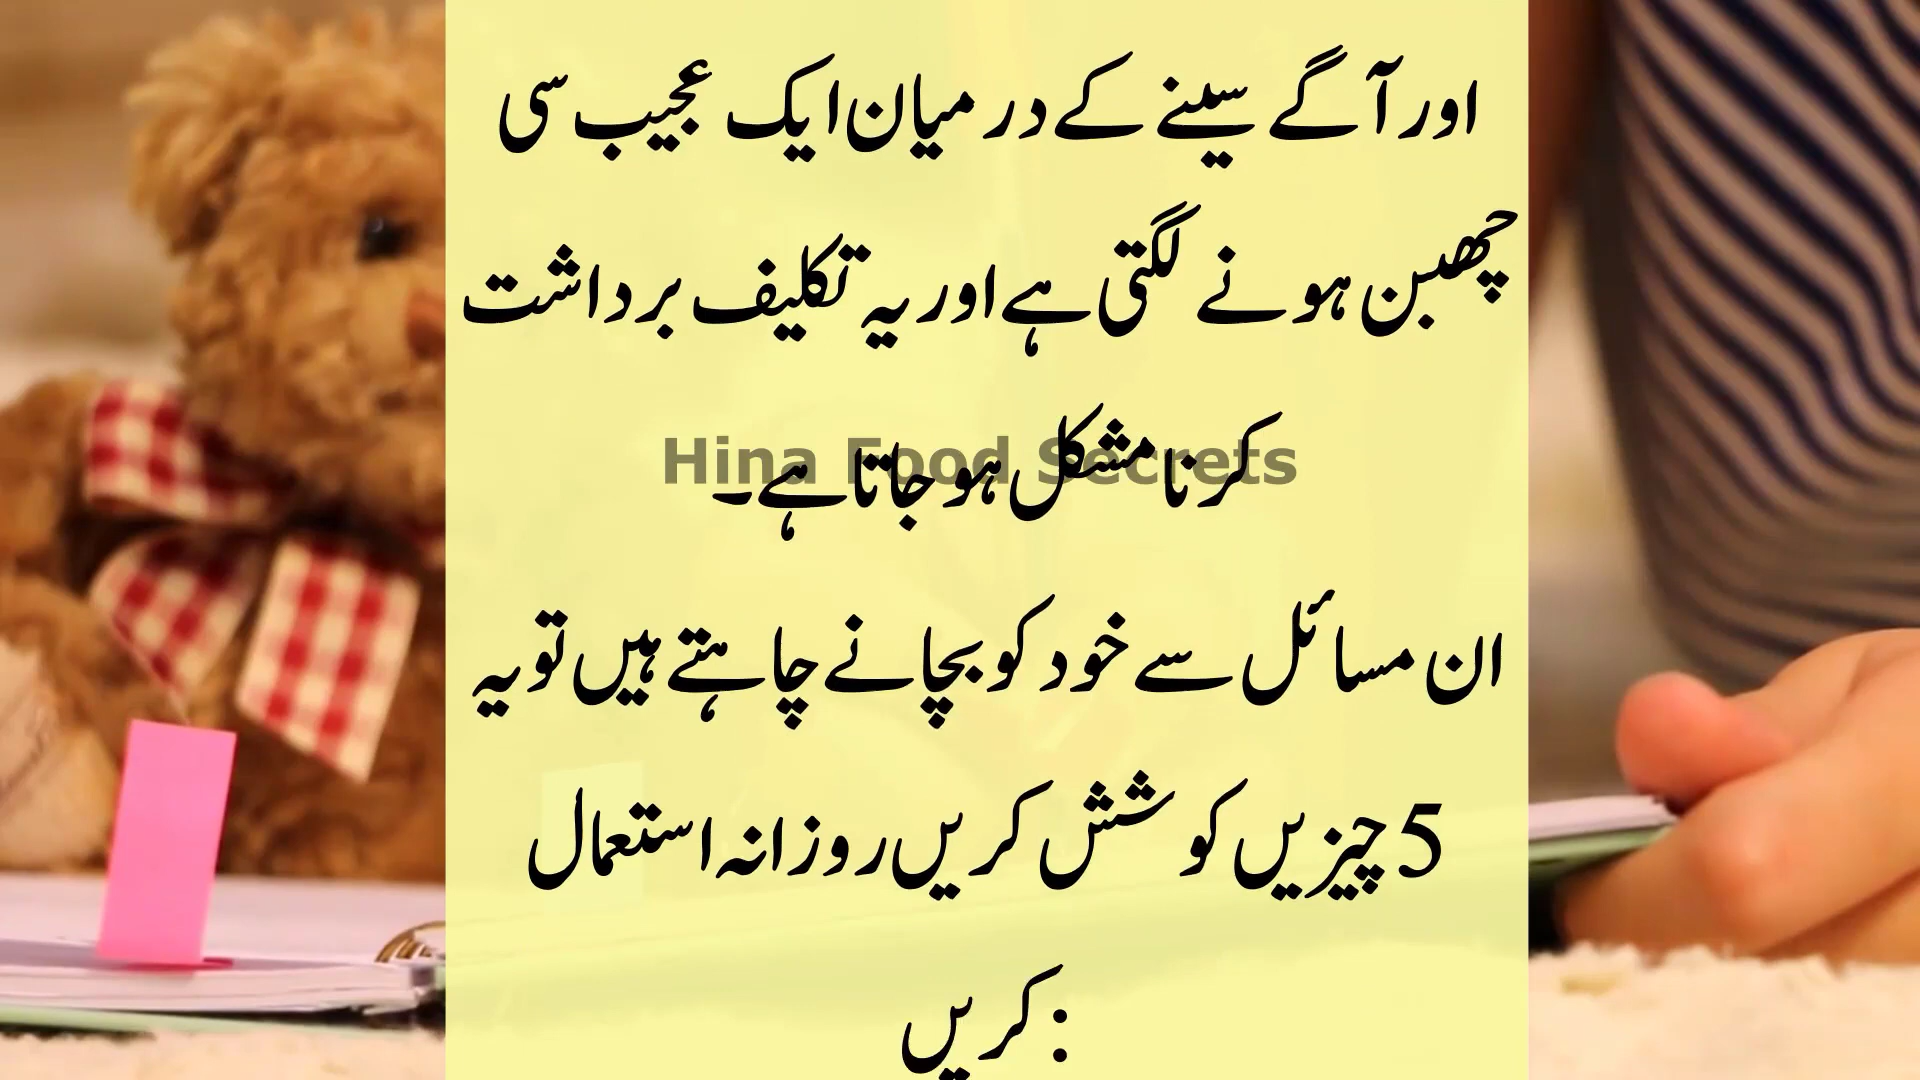 اور آگے سینے کے درمیان ایک عجیب سی
چھبن ہونے لگتی ہے اور یہ تکلیف برداشت
کرنا مشکل ہو جاتا ہے۔
Hina Food Secrets
ان مسائل سے خود کو بچانے چاہتے ہیں تو یہ
5 چیزیں کوشش کریں روزانہ استعمال
کریں: